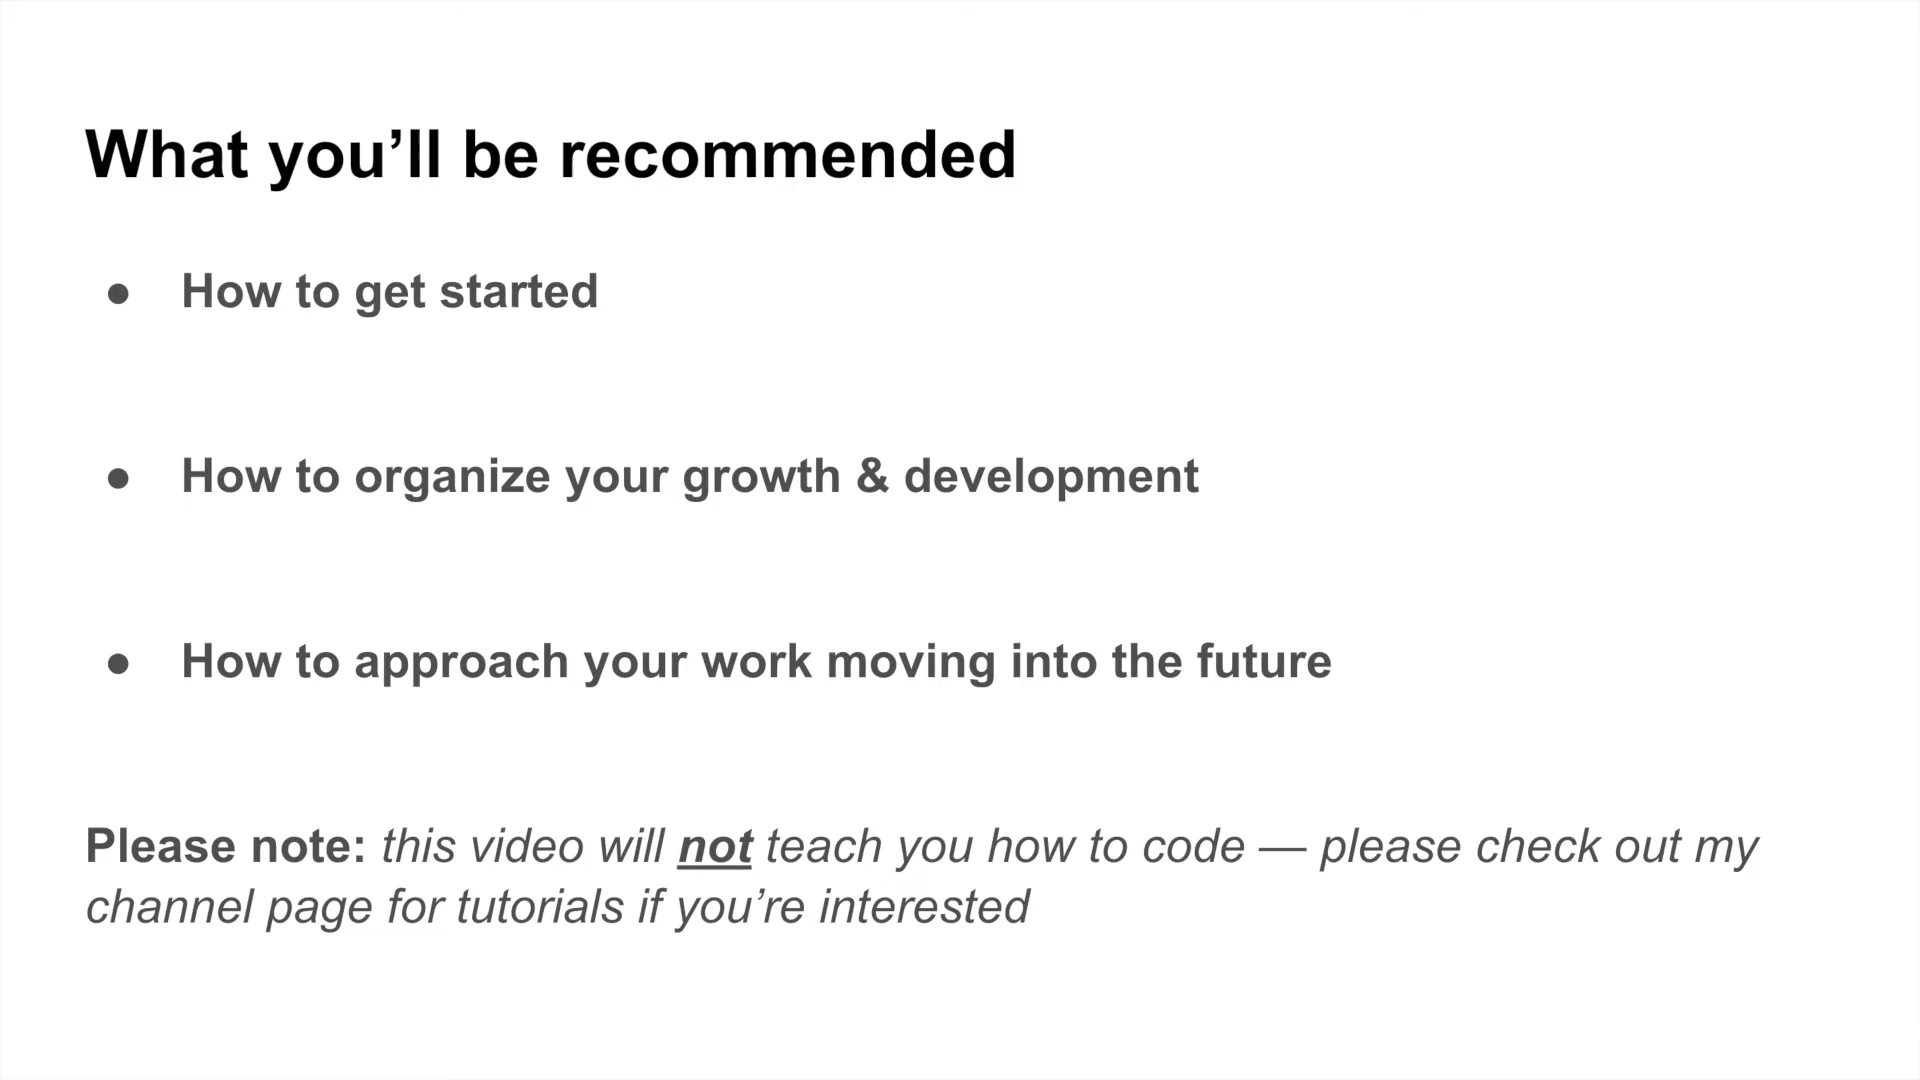 What you’ll be recommended
● How to get started
● How to organize your growth & development
● How to approach your work moving into the future
Please note: this video will not teach you how to code — please check out my
channel page for tutorials if you’re interested